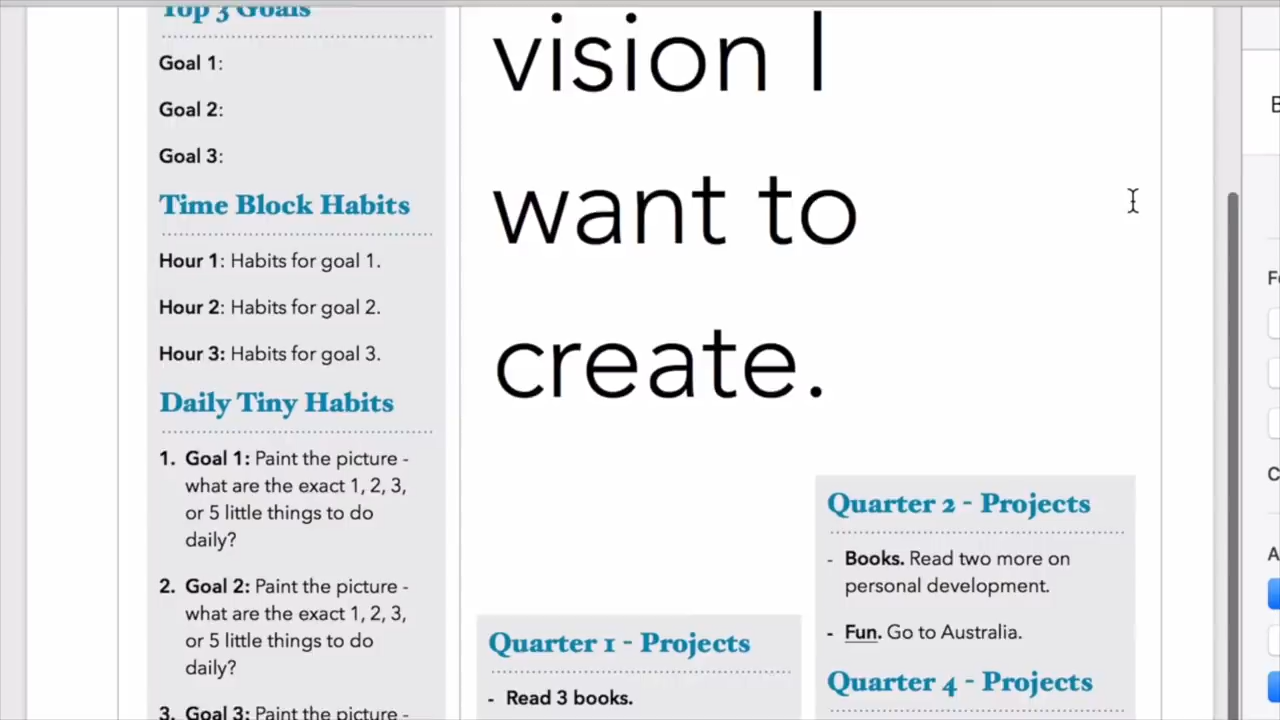 Top 3 Goals
Goal 1:
Goal 2:
Goal 3:
Time Block Habits
Hour 1: Habits for goal 1.
Hour 2: Habits for goal 2.
Hour 3: Habits for goal 3.
Daily Tiny Habits
1. Goal 1: Paint the picture -
what are the exact 1, 2, 3,
or 5 little things to do
daily?
2. Goal 2: Paint the picture -
what are the exact 1, 2, 3,
or 5 little things to do
daily?
3. Goal 3: Paint the picture -
vision I
want to
create.
Quarter 1 - Projects
- Read 3 books.
Quarter 2 - Projects
- Books. Read two more on
personal development.
- Fun. Go to Australia.
Quarter 4 - Projects